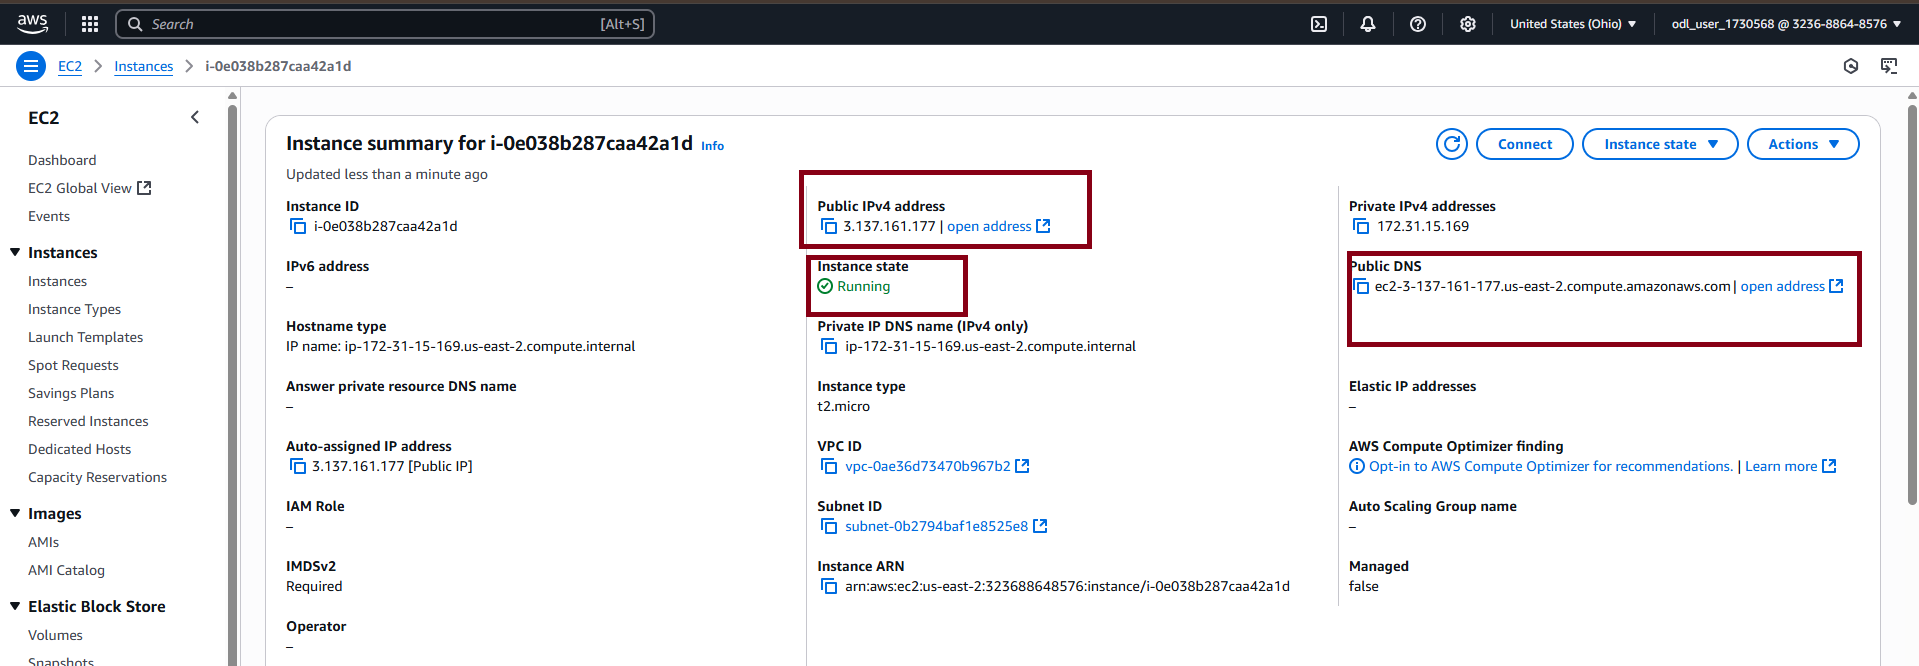 aws
Search [Alt+S]
United States (Ohio)
odl_user_1730568 @ 3236-8864-8576
EC2 Instances i-0e038b287caa42a1d
EC2
Dashboard
EC2 Global View
Events
Instances
Instances
Instance Types
Launch Templates
Spot Requests
Savings Plans
Reserved Instances
Dedicated Hosts
Capacity Reservations
Images
AMIs
AMI Catalog
Elastic Block Store
Volumes
Snapshots
Instance summary for i-0e038b287caa42a1d Info
Updated less than a minute ago
Connect
Instance state
Actions
Instance ID
i-0e038b287caa42a1d
Public IPv4 address
3.137.161.177 | open address
Private IPv4 addresses
172.31.15.169
IPv6 address
–
Instance state
Running
Public DNS
ec2-3-137-161-177.us-east-2.compute.amazonaws.com | open address
Hostname type
IP name: ip-172-31-15-169.us-east-2.compute.internal
Private IP DNS name (IPv4 only)
ip-172-31-15-169.us-east-2.compute.internal
Answer private resource DNS name
–
Instance type
t2.micro
Elastic IP addresses
–
Auto-assigned IP address
3.137.161.177 [Public IP]
VPC ID
vpc-0ae36d73470b967b2
AWS Compute Optimizer finding
Opt-in to AWS Compute Optimizer for recommendations. | Learn more
IAM Role
–
Subnet ID
subnet-0b2794baf1e8525e8
Auto Scaling Group name
–
IMDSv2
Required
Instance ARN
arn:aws:ec2:us-east-2:323688648576:instance/i-0e038b287caa42a1d
Managed
false
Operator
–